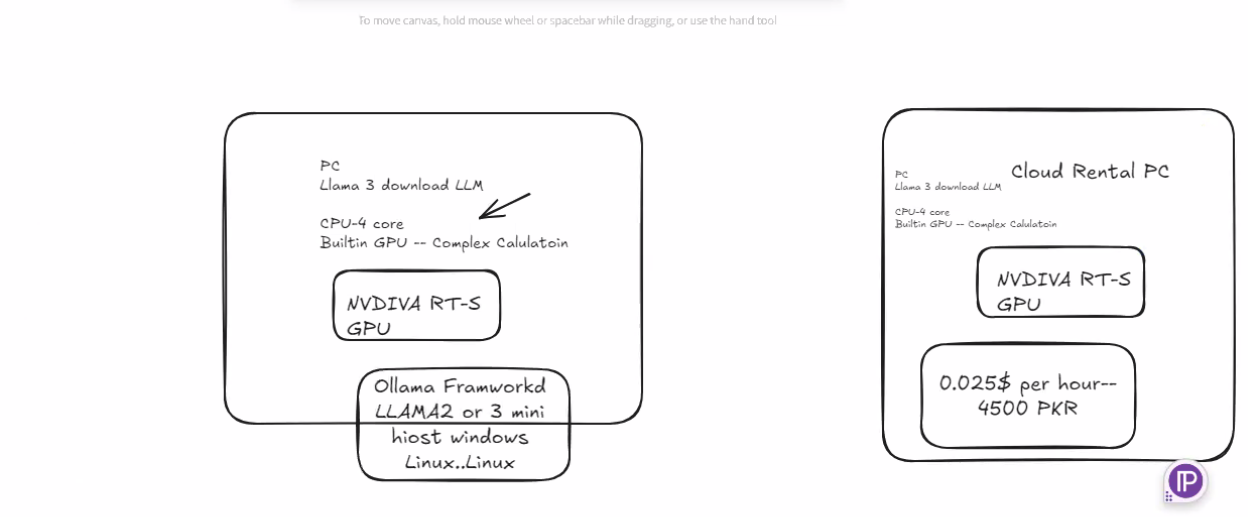 To move canvas, hold mouse wheel or spacebar while dragging, or use the hand tool
PC
Llama 3 download LLM
CPU-4 core
Builtin GPU -- Complex Calulatoin
NVDIVA RT-S
GPU
Ollama Framworkd
LLAMA2 or 3 mini
hiost windows
Linux..Linux
Cloud Rental PC
PC
Llama 3 download LLM
CPU-4 core
Builtin GPU -- Complex Calulatoin
NVDIVA RT-S
GPU
0.025$ per hour--
4500 PKR
IP